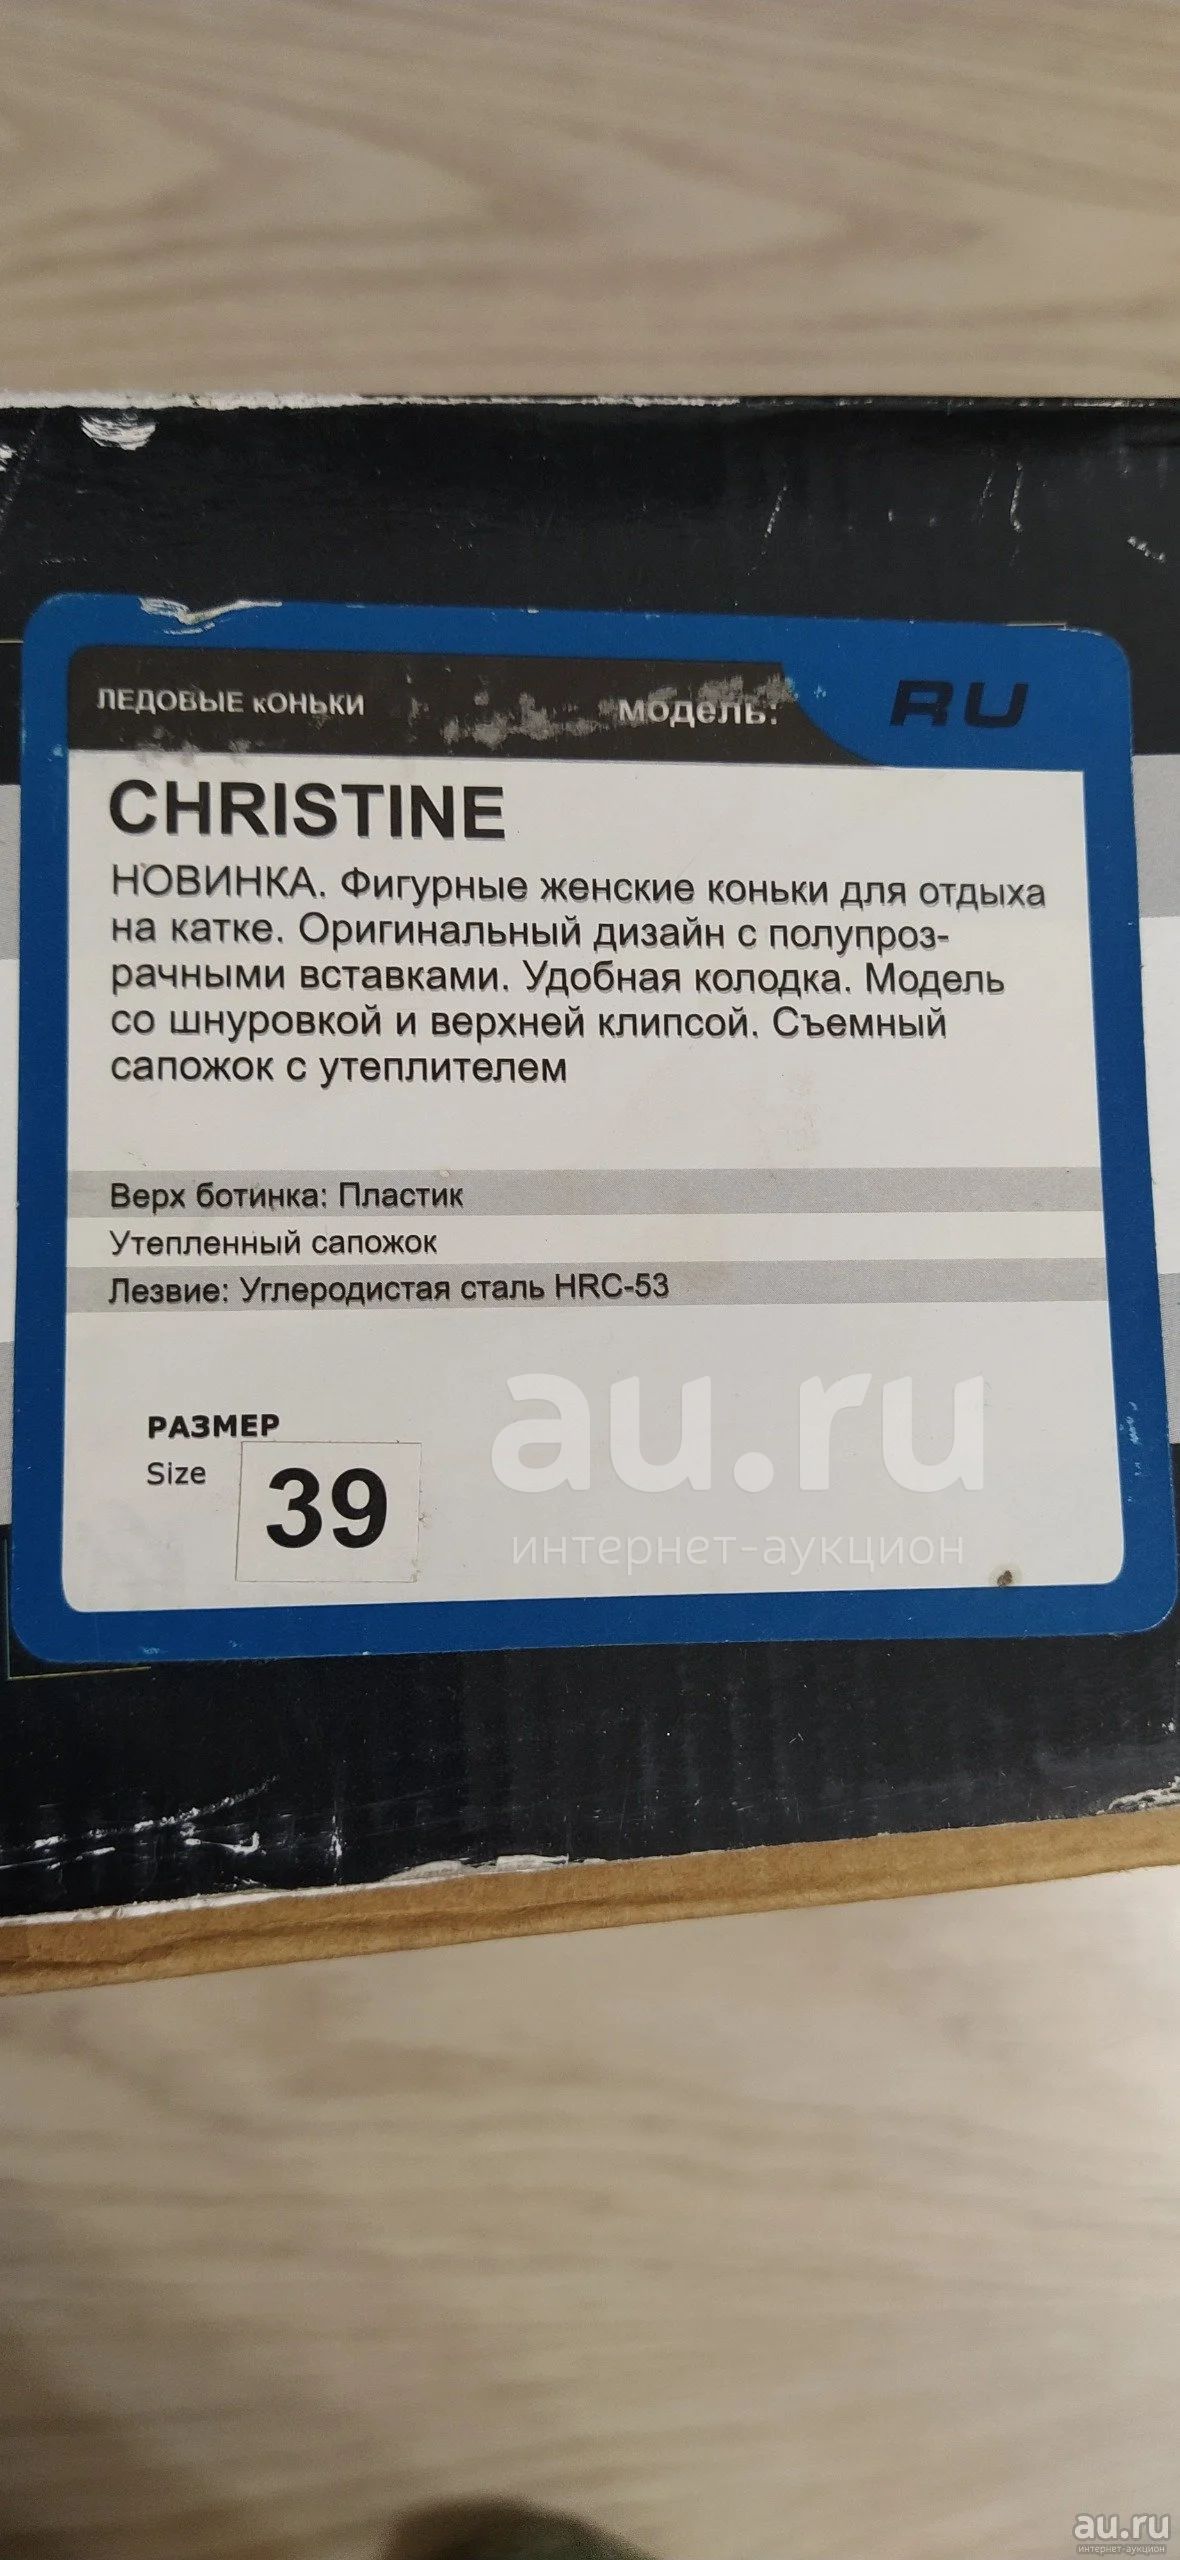 ЛЕДОВЫЕ кОНЬКИ
модель:
RU
CHRISTINE
НОВИНКА. Фигурные женские коньки для отдыха
на катке. Оригинальный дизайн с полупроз-
рачными вставками. Удобная колодка. Модель
со шнуровкой и верхней клипсой. Съемный
сапожок с утеплителем
Верх ботинка: Пластик
Утепленный сапожок
Лезвие: Углеродистая сталь HRC-53
РАЗМЕР
Size
39
au.ru
интернет-аукцион
au.ru
интернет-аукцион